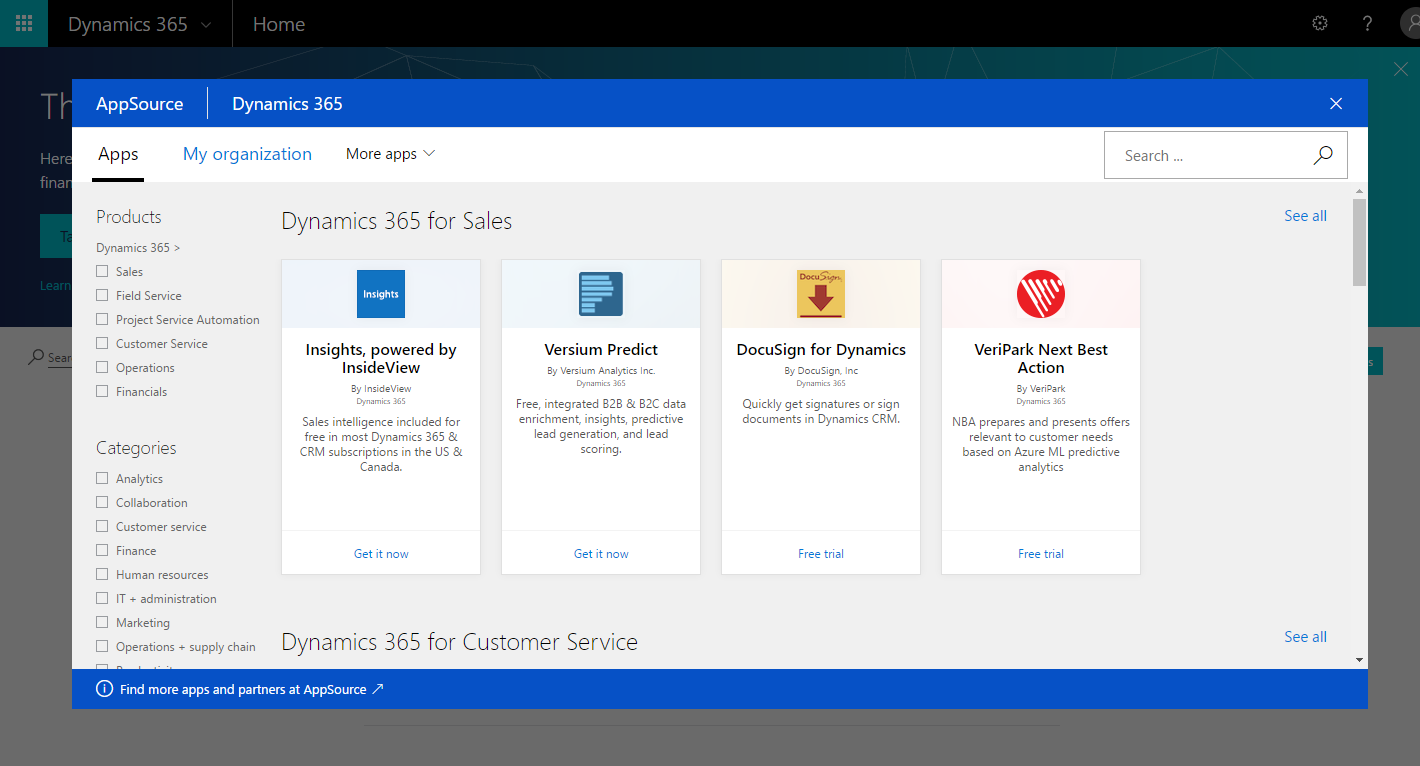 Dynamics 365
Home
?
Th
Here
finan
Ta
Learn
Sear
s
AppSource
Dynamics 365
Apps
My organization
More apps
Search ...
Products
Dynamics 365 >
Sales
Field Service
Project Service Automation
Customer Service
Operations
Financials
Categories
Analytics
Collaboration
Customer service
Finance
Human resources
IT + administration
Marketing
Operations + supply chain
Dynamics 365 for Sales
See all
Insights
Insights, powered by
InsideView
By InsideView
Dynamics 365
Sales intelligence included for
free in most Dynamics 365 &
CRM subscriptions in the US &
Canada.
Get it now
Versium Predict
By Versium Analytics Inc.
Dynamics 365
Free, integrated B2B & B2C data
enrichment, insights, predictive
lead generation, and lead
scoring.
Get it now
DocuSign
DocuSign for Dynamics
By DocuSign, Inc
Dynamics 365
Quickly get signatures or sign
documents in Dynamics CRM.
Free trial
VeriPark Next Best
Action
By VeriPark
Dynamics 365
NBA prepares and presents offers
relevant to customer needs
based on Azure ML predictive
analytics
Free trial
Dynamics 365 for Customer Service
See all
Find more apps and partners at AppSource